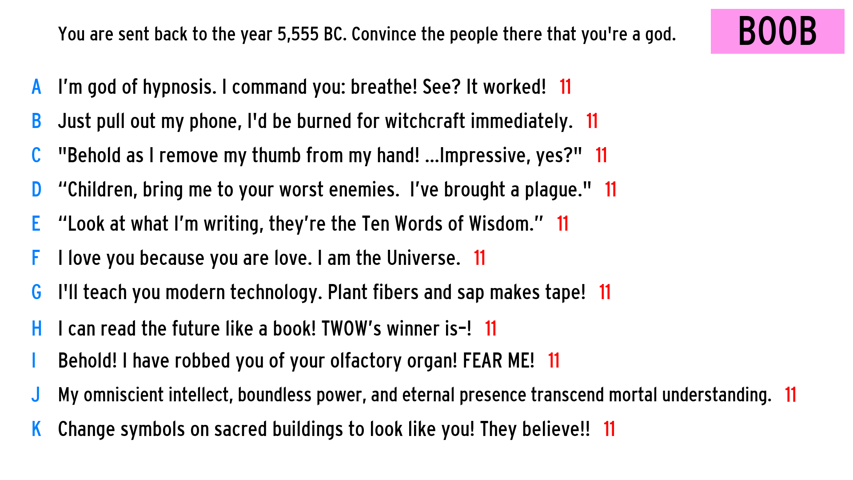 You are sent back to the year 5,555 BC. Convince the people there that you're a god.
BOOB
A I’m god of hypnosis. I command you: breathe! See? It worked! 11
B Just pull out my phone, I'd be burned for witchcraft immediately. 11
C "Behold as I remove my thumb from my hand! ...Impressive, yes?" 11
D “Children, bring me to your worst enemies. I’ve brought a plague." 11
E “Look at what I’m writing, they’re the Ten Words of Wisdom.” 11
F I love you because you are love. I am the Universe. 11
G I'll teach you modern technology. Plant fibers and sap makes tape! 11
H I can read the future like a book! TWOW’s winner is–! 11
I Behold! I have robbed you of your olfactory organ! FEAR ME! 11
J My omniscient intellect, boundless power, and eternal presence transcend mortal understanding. 11
K Change symbols on sacred buildings to look like you! They believe!! 11